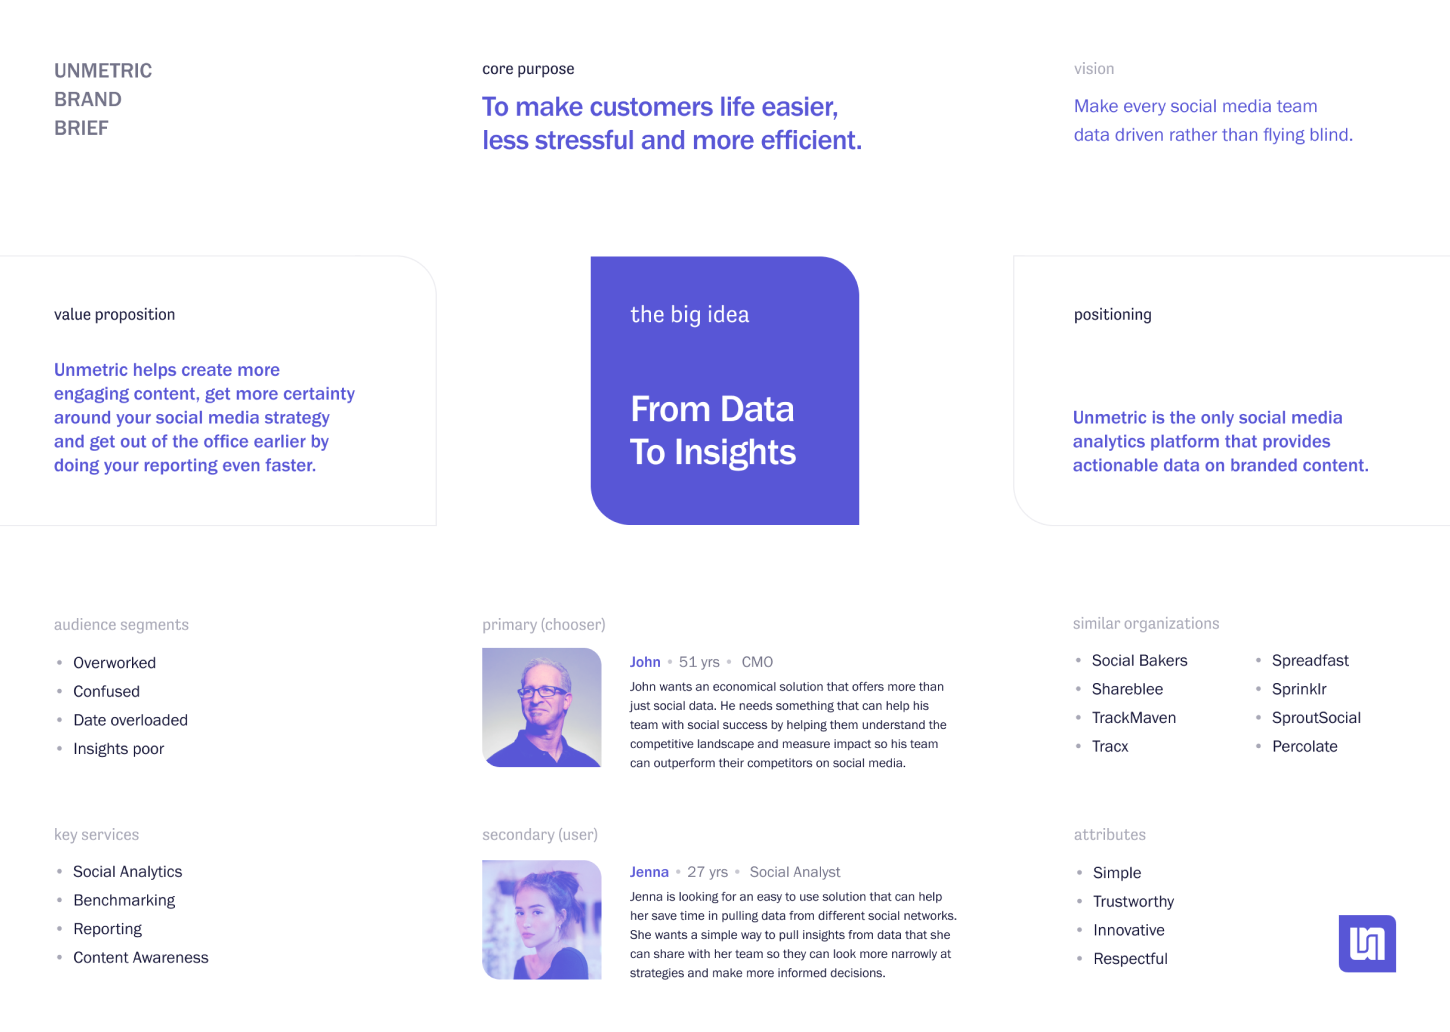 UNMETRIC
BRAND
BRIEF
core purpose
To make customers life easier,
less stressful and more efficient.
vision
Make every social media team
data driven rather than flying blind.
value proposition
Unmetric helps create more
engaging content, get more certainty
around your social media strategy
and get out of the office earlier by
doing your reporting even faster.
the big idea
From Data
To Insights
positioning
Unmetric is the only social media
analytics platform that provides
actionable data on branded content.
audience segments
• Overworked
• Confused
• Date overloaded
• Insights poor
key services
• Social Analytics
• Benchmarking
• Reporting
• Content Awareness
primary (chooser)
John • 51 yrs • CMO
John wants an economical solution that offers more than
just social data. He needs something that can help his
team with social success by helping them understand the
competitive landscape and measure impact so his team
can outperform their competitors on social media.
secondary (user)
Jenna • 27 yrs • Social Analyst
Jenna is looking for an easy to use solution that can help
her save time in pulling data from different social networks.
She wants a simple way to pull insights from data that she
can share with her team so they can look more narrowly at
strategies and make more informed decisions.
similar organizations
• Social Bakers
• Shareblee
• TrackMaven
• Tracx
• Spreadfast
• Sprinklr
• SproutSocial
• Percolate
attributes
• Simple
• Trustworthy
• Innovative
• Respectful
un